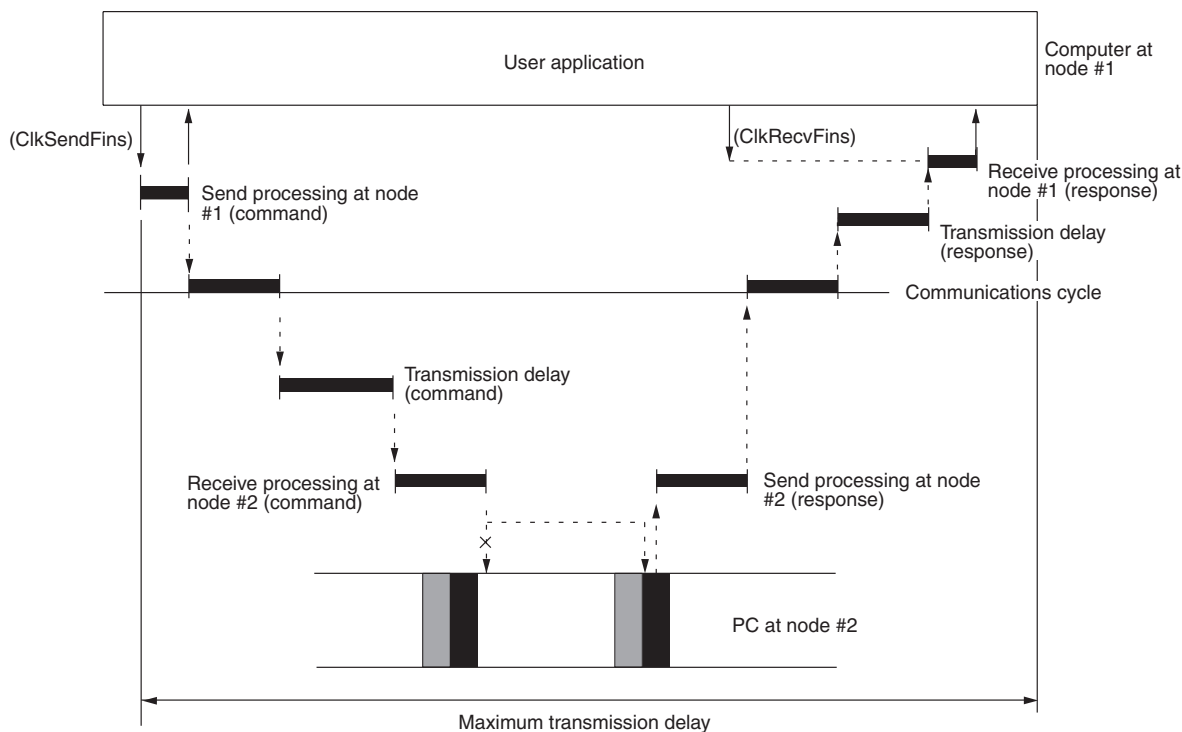 User application
Computer at
node #1
(ClkSendFins)
(ClkRecvFins)
Send processing at node
#1 (command)
Receive processing at
node #1 (response)
Transmission delay
(response)
Communications cycle
Transmission delay
(command)
Receive processing at
node #2 (command)
Send processing at node
#2 (response)
PC at node #2
Maximum transmission delay